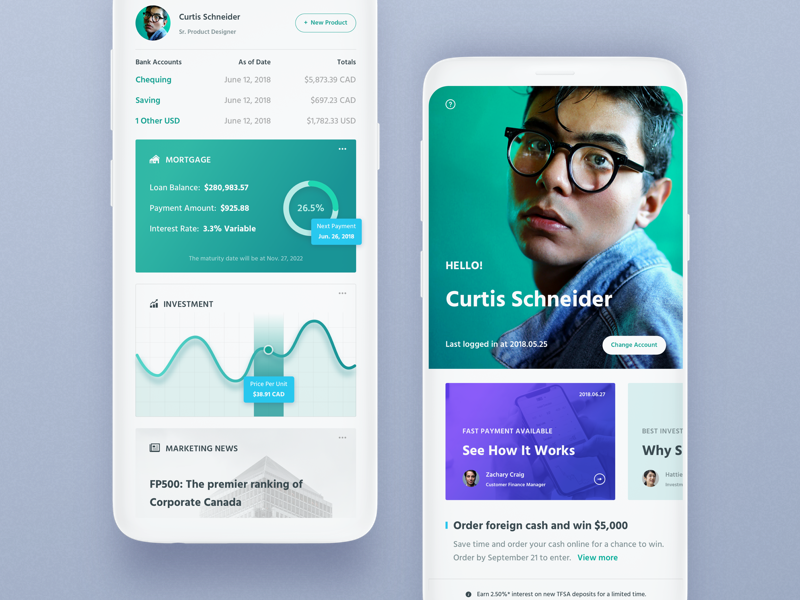 Curtis Schneider
Sr. Product Designer
+ New Product
Bank Accounts As of Date Totals
Chequing June 12, 2018 $5,873.39 CAD
Saving June 12, 2018 $697.23 CAD
1 Other USD June 12, 2018 $1,782.33 USD
MORTGAGE
Loan Balance: $280,983.57
Payment Amount: $925.88
Interest Rate: 3.3% Variable
26.5%
Next Payment
Jun. 26, 2018
The maturity date will be at Nov. 27, 2022
INVESTMENT
Price Per Unit
$38.91 CAD
MARKETING NEWS
FP500: The premier ranking of
Corporate Canada
HELLO!
Curtis Schneider
Last logged in at 2018.05.25
Change Account
2018.06.27
FAST PAYMENT AVAILABLE
See How It Works
Zachary Craig
Customer Finance Manager
BEST INVEST
Why S
Hattie
Order foreign cash and win $5,000
Save time and order your cash online for a chance to win.
Order by September 21 to enter. View more
Earn 2.50%* interest on new TFSA deposits for a limited time.